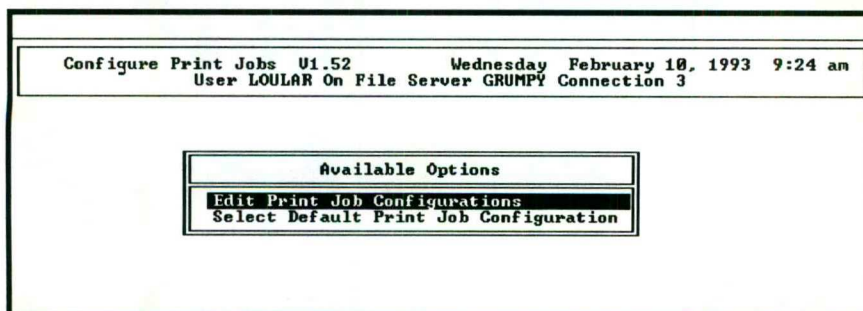 Configure Print Jobs V1.52 Wednesday February 10, 1993 9:24 am
User LOULAR On File Server GRUMPY Connection 3
Available Options
Edit Print Job Configurations
Select Default Print Job Configuration